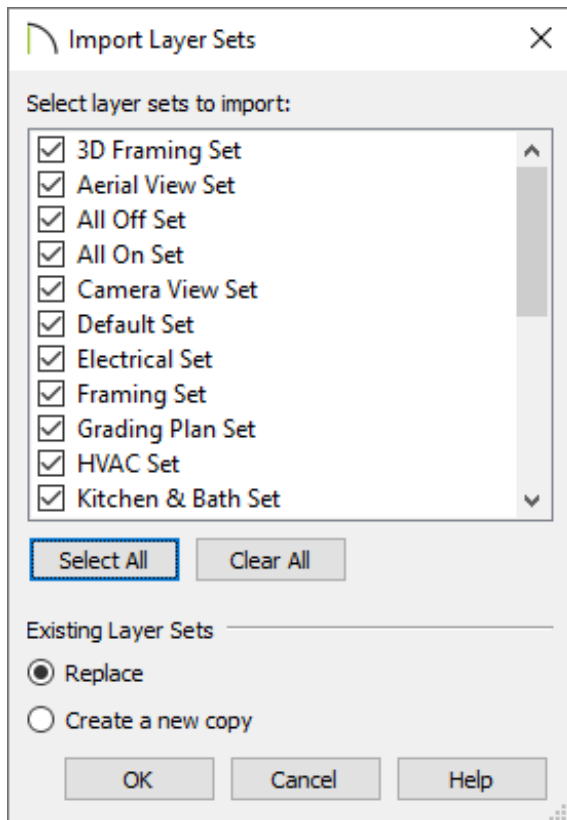 Import Layer Sets
Select layer sets to import:
3D Framing Set
Aerial View Set
All Off Set
All On Set
Camera View Set
Default Set
Electrical Set
Framing Set
Grading Plan Set
HVAC Set
Kitchen & Bath Set
Select All Clear All
Existing Layer Sets
Replace
Create a new copy
OK Cancel Help